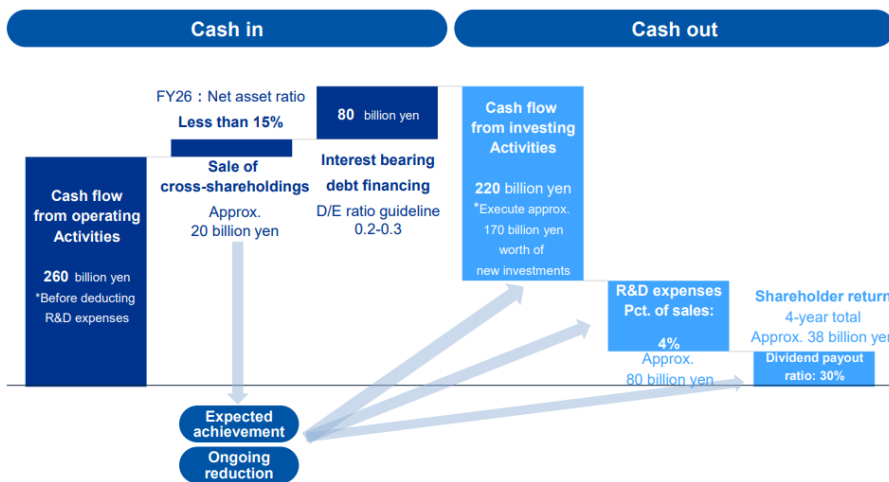 Cash in
Cash out
FY26：Net asset ratio
Less than 15%
80 billion yen
Cash flow
from operating
Activities
260 billion yen
*Before deducting
R&D expenses
Sale of
cross-shareholdings
Approx.
20 billion yen
Interest bearing
debt financing
D/E ratio guideline
0.2-0.3
Cash flow
from investing
Activities
220 billion yen
*Execute approx.
170 billion yen
worth of
new investments
R&D expenses
Pct. of sales:
4%
Approx.
80 billion yen
Shareholder return
4-year total
Approx. 38 billion yen
Dividend payout
ratio: 30%
Expected
achievement
Ongoing
reduction